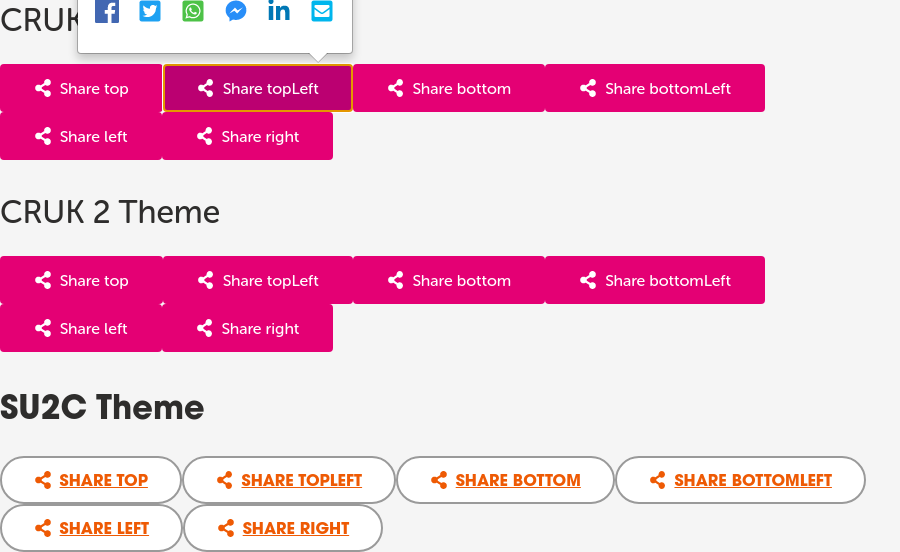 CRUK
Share top Share topLeft Share bottom Share bottomLeft
Share left Share right
CRUK 2 Theme
Share top Share topLeft Share bottom Share bottomLeft
Share left Share right
SU2C Theme
SHARE TOP SHARE TOPLEFT SHARE BOTTOM SHARE BOTTOMLEFT
SHARE LEFT SHARE RIGHT